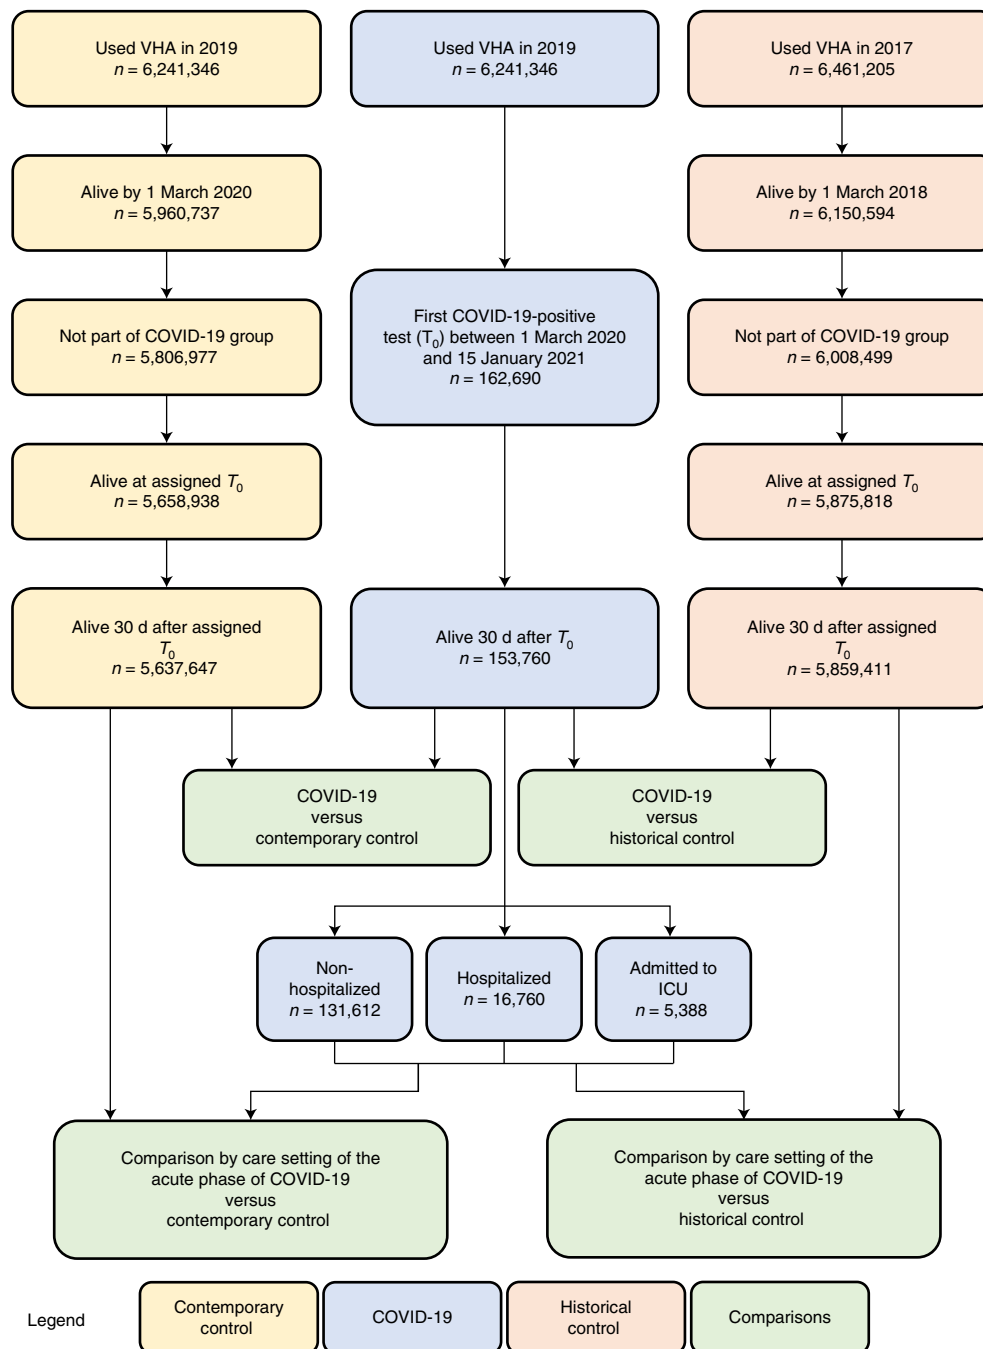 Used VHA in 2019
n = 6,241,346
Used VHA in 2019
n = 6,241,346
Used VHA in 2017
n = 6,461,205
Alive by 1 March 2020
n = 5,960,737
Alive by 1 March 2018
n = 6,150,594
Not part of COVID-19 group
n = 5,806,977
First COVID-19-positive
test (T0) between 1 March 2020
and 15 January 2021
n = 162,690
Not part of COVID-19 group
n = 6,008,499
Alive at assigned T0
n = 5,658,938
Alive at assigned T0
n = 5,875,818
Alive 30 d after assigned
T0
n = 5,637,647
Alive 30 d after T0
n = 153,760
Alive 30 d after assigned
T0
n = 5,859,411
COVID-19
versus
contemporary control
COVID-19
versus
historical control
Non-
hospitalized
n = 131,612
Hospitalized
n = 16,760
Admitted to
ICU
n = 5,388
Comparison by care setting of the
acute phase of COVID-19
versus
contemporary control
Comparison by care setting of the
acute phase of COVID-19
versus
historical control
Legend
Contemporary
control
COVID-19
Historical
control
Comparisons